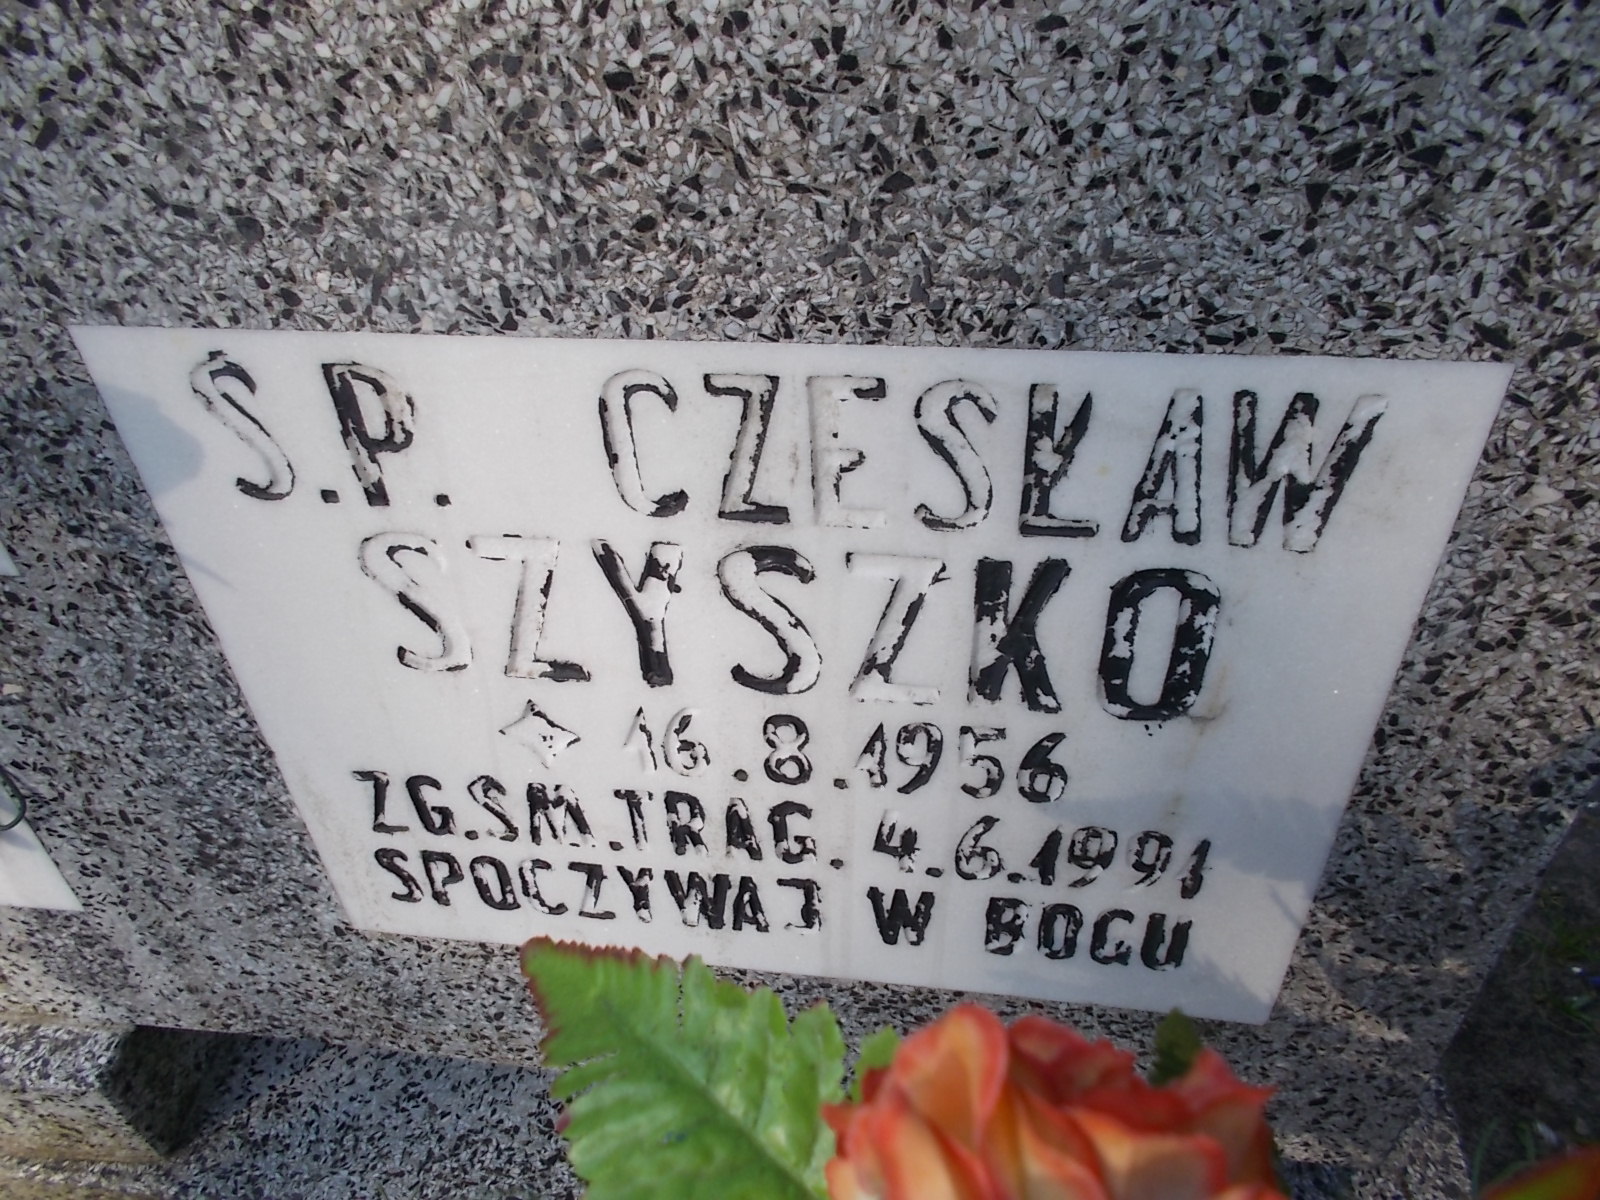 Ś.P. CZESŁAW
SZYSZKO
16.8.1956
ZG.ŚM.TRAG. 4.6.1991
SPOCZYWAJ W BOGU